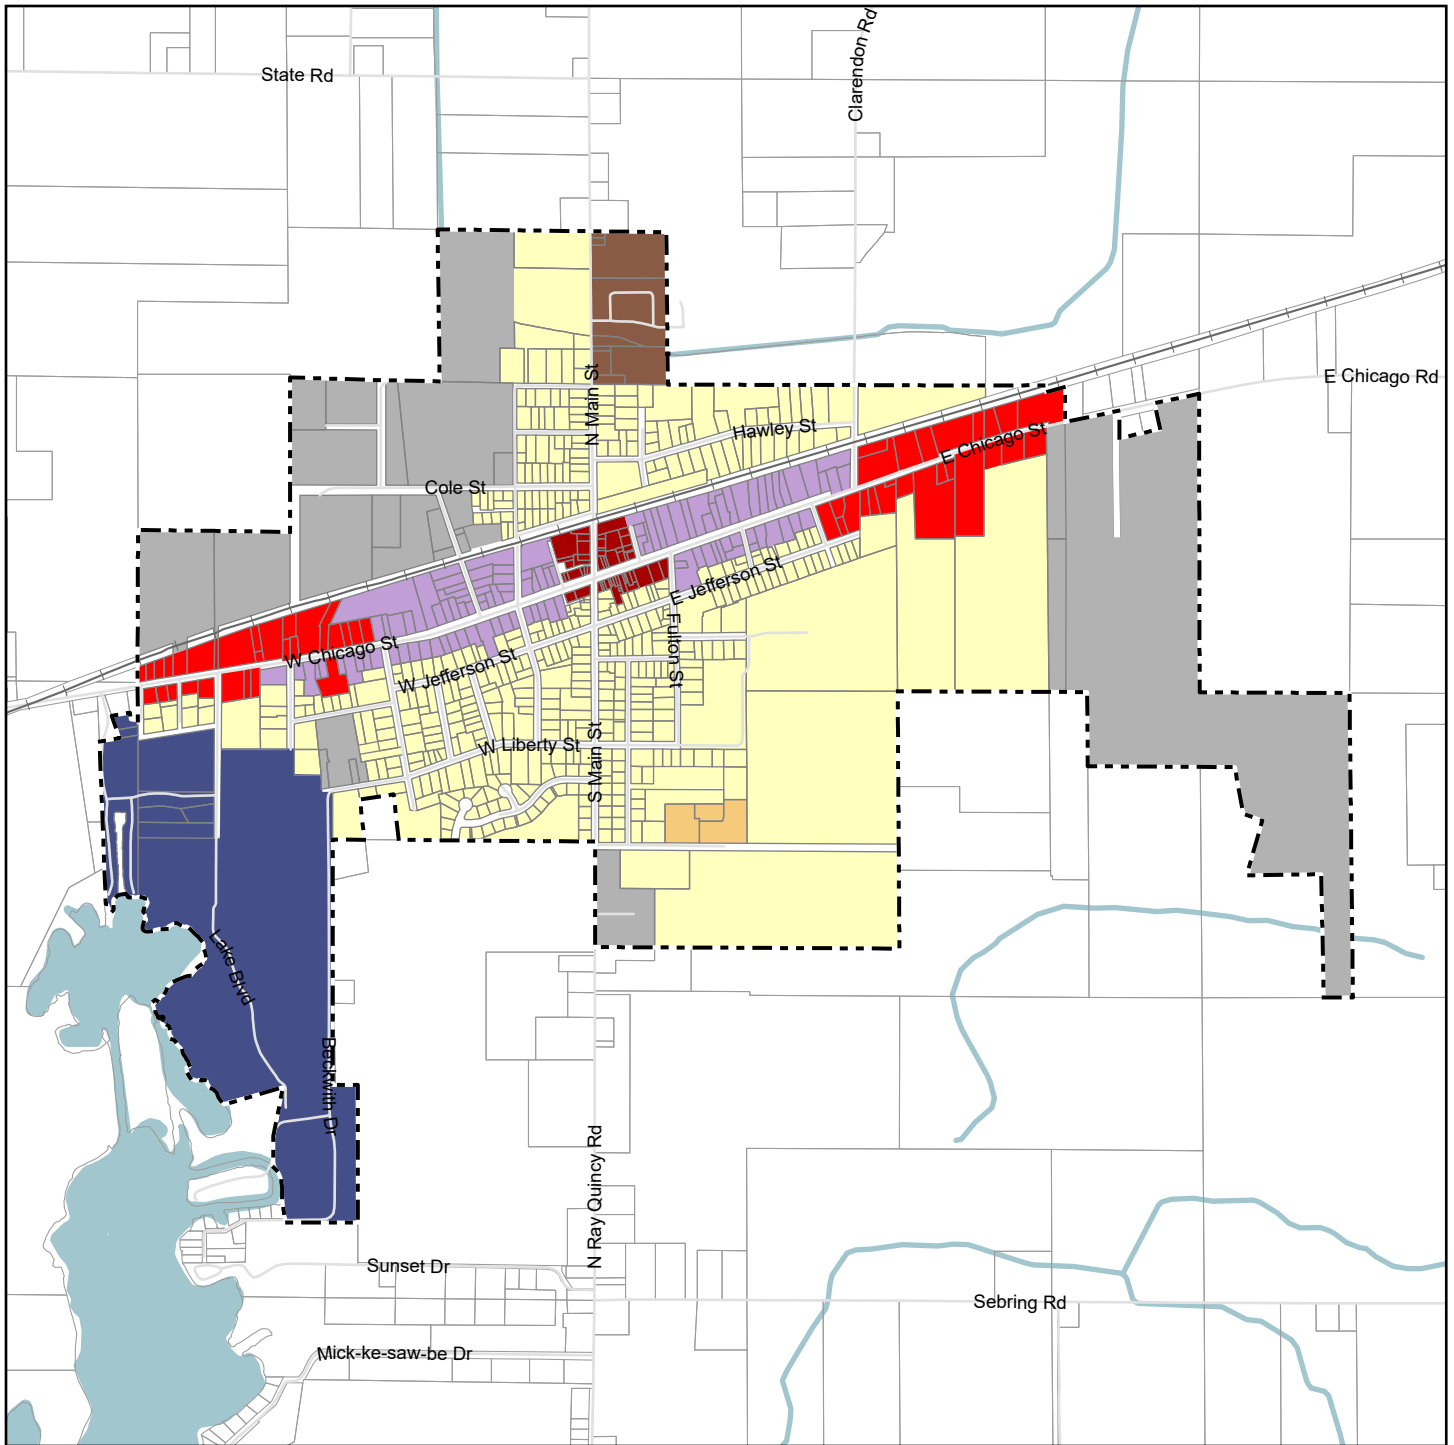 State Rd
Clarendon Rd
E Chicago Rd
N Main St
Hawley St
E Chicago St
Cole St
E Jefferson St
Fulton St
W Chicago St
W Jefferson St
W Liberty St
S Main St
Lake Blvd
Beckwith Dr
N Ray Quincy Rd
Sunset Dr
Sebring Rd
Mick-ke-saw-be Dr